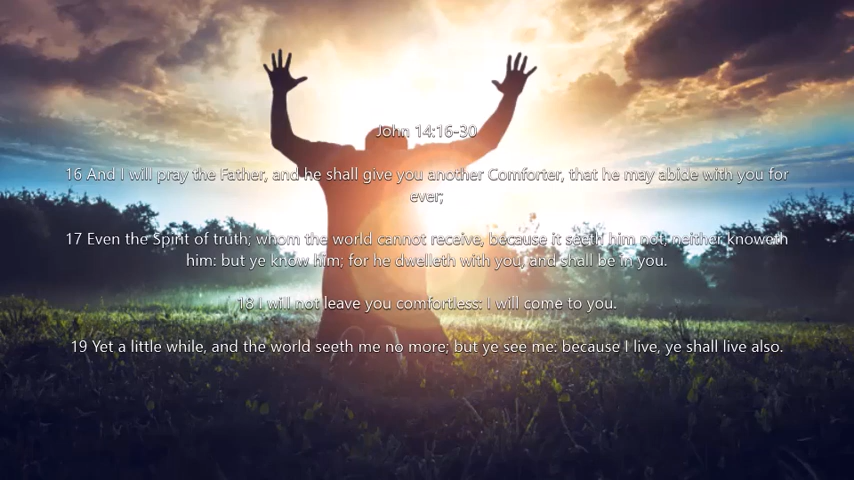 John 14:16-30
16 And I will pray the Father, and he shall give you another Comforter, that he may abide with you for
ever;
17 Even the Spirit of truth; whom the world cannot receive, because it seeth him not, neither knoweth
him: but ye know him; for he dwelleth with you, and shall be in you.
18 I will not leave you comfortless: I will come to you.
19 Yet a little while, and the world seeth me no more; but ye see me: because I live, ye shall live also.